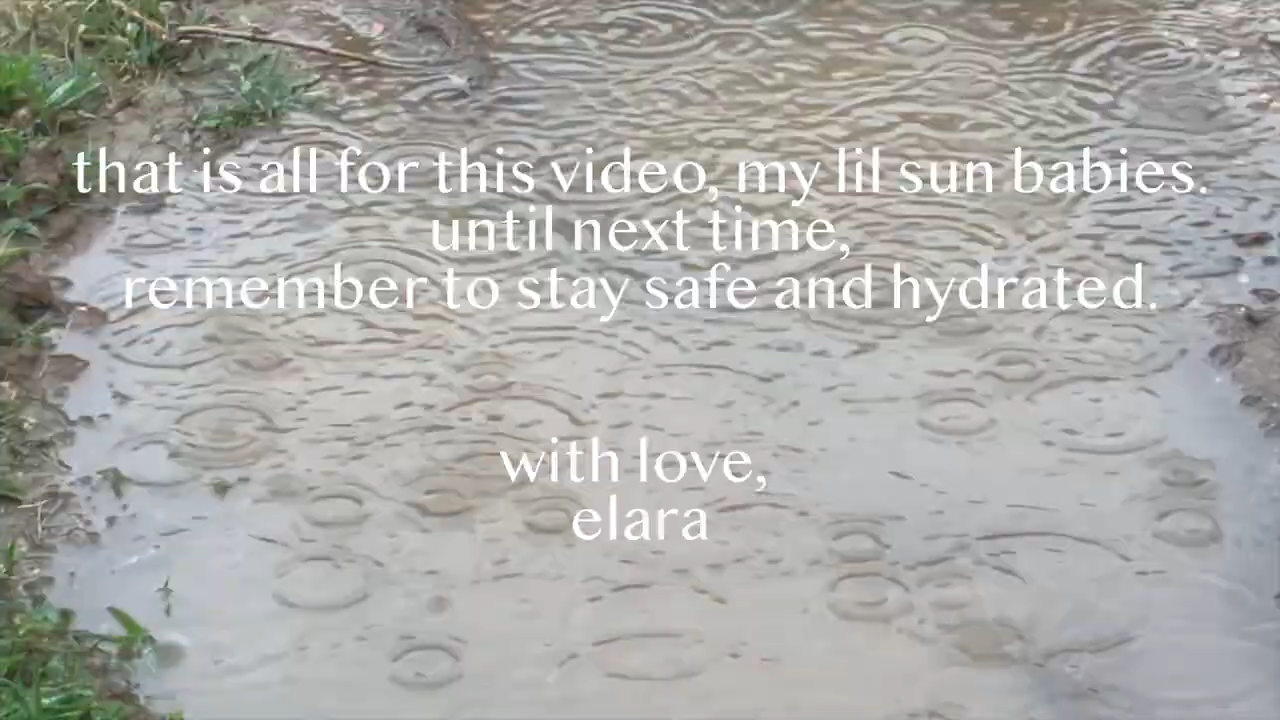 that is all for this video, my lil sun babies.
until next time,
remember to stay safe and hydrated.
with love,
elara